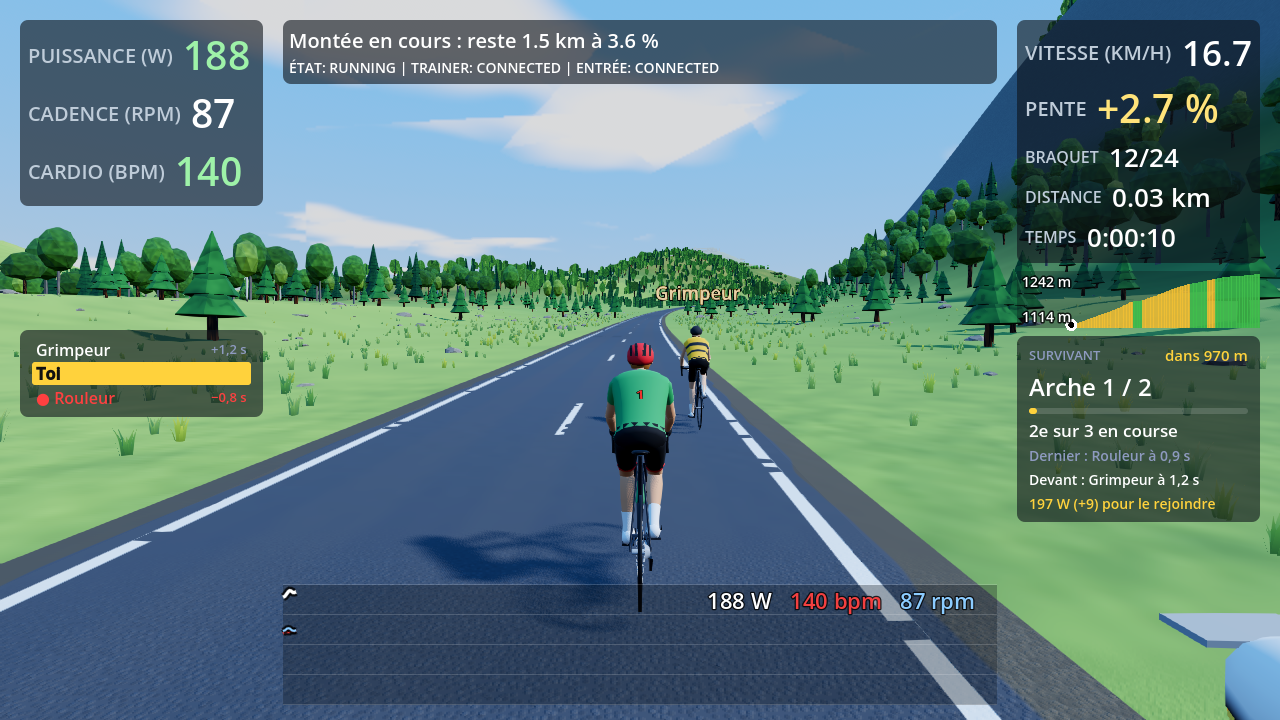 PUISSANCE (W) 188
CADENCE (RPM) 87
CARDIO (BPM) 140
Montée en cours : reste 1.5 km à 3.6 %
ÉTAT: RUNNING | TRAINER: CONNECTED | ENTRÉE: CONNECTED
VITESSE (KM/H) 16.7
PENTE +2.7 %
BRAQUET 12/24
DISTANCE 0.03 km
TEMPS 0:00:10
1242 m
1114 m
Grimpeur
Grimpeur +1,2 s
Toi
Rouleur −0,8 s
1
SURVIVANT dans 970 m
Arche 1 / 2
2e sur 3 en course
Dernier : Rouleur à 0,9 s
Devant : Grimpeur à 1,2 s
197 W (+9) pour le rejoindre
188 W 140 bpm 87 rpm